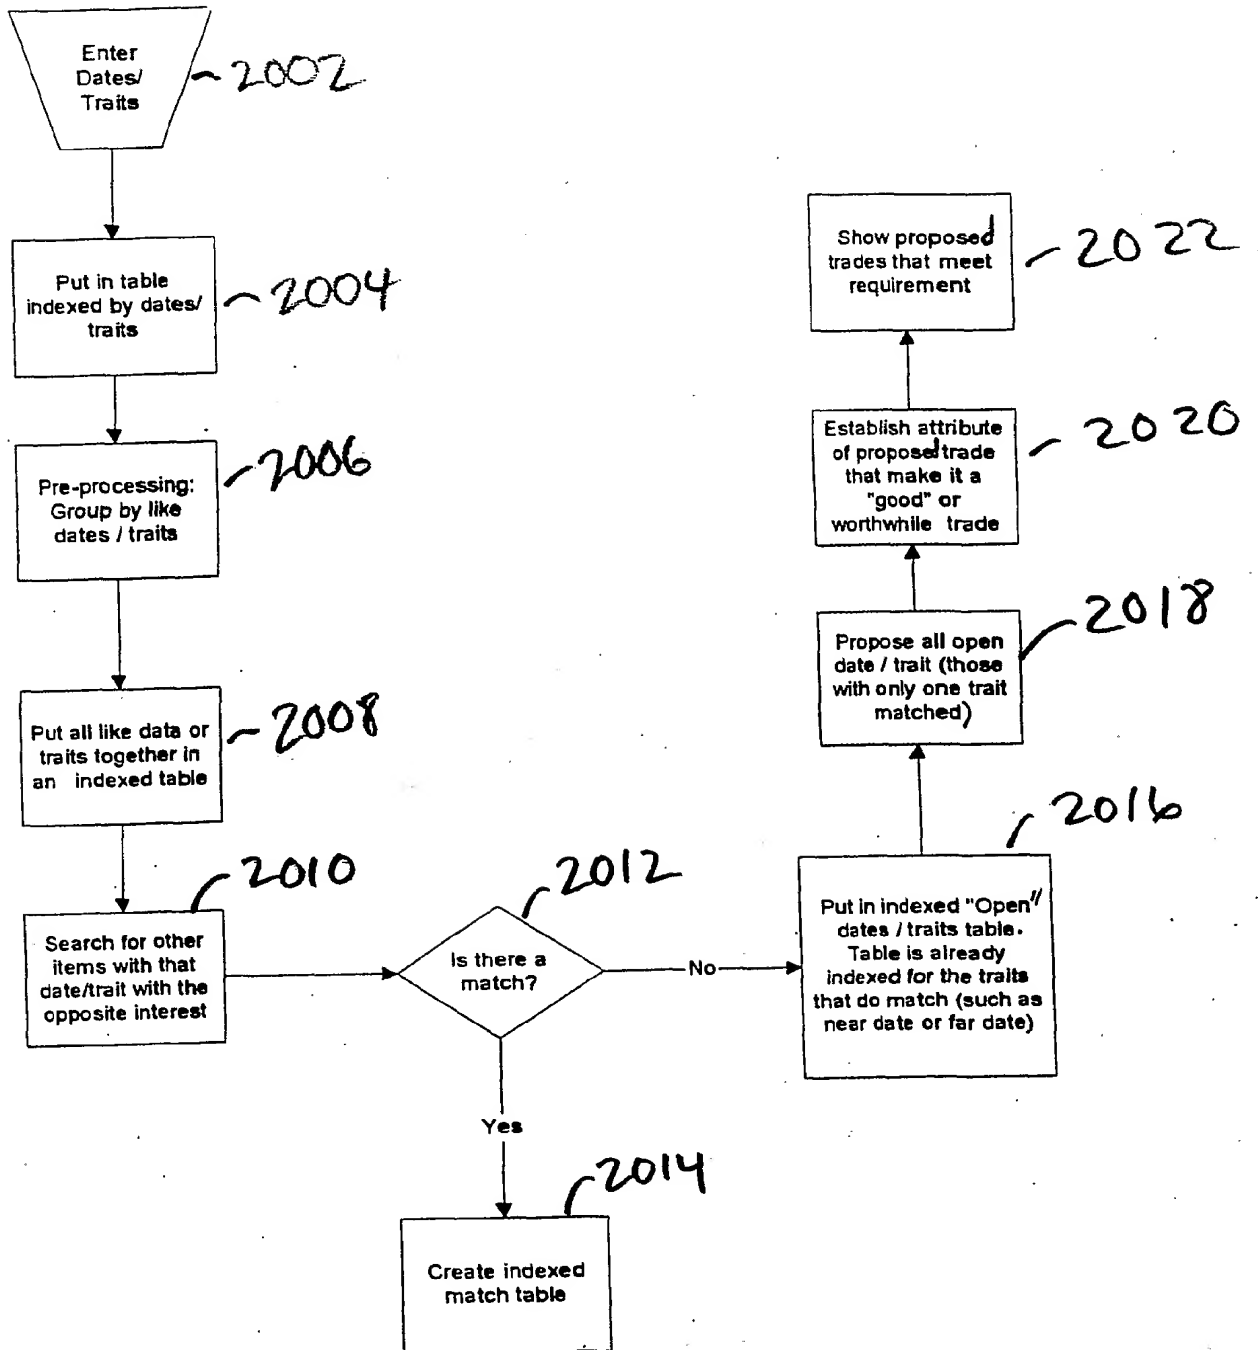 Enter
Dates/
Traits
2002
Put in table
indexed by dates/
traits
2004
Pre-processing:
Group by like
dates / traits
2006
Put all like data or
traits together in
an indexed table
2008
Search for other
items with that
date/trait with the
opposite interest
2010
Is there a
match?
2012
Yes
Create indexed
match table
2014
No
Put in indexed "Open"
dates / traits table.
Table is already
indexed for the traits
that do match (such as
near date or far date)
2016
Propose all open
date / trait (those
with only one trait
matched)
2018
Establish attribute
of proposed trade
that make it a
"good" or
worthwhile trade
2020
Show proposed
trades that meet
requirement
2022